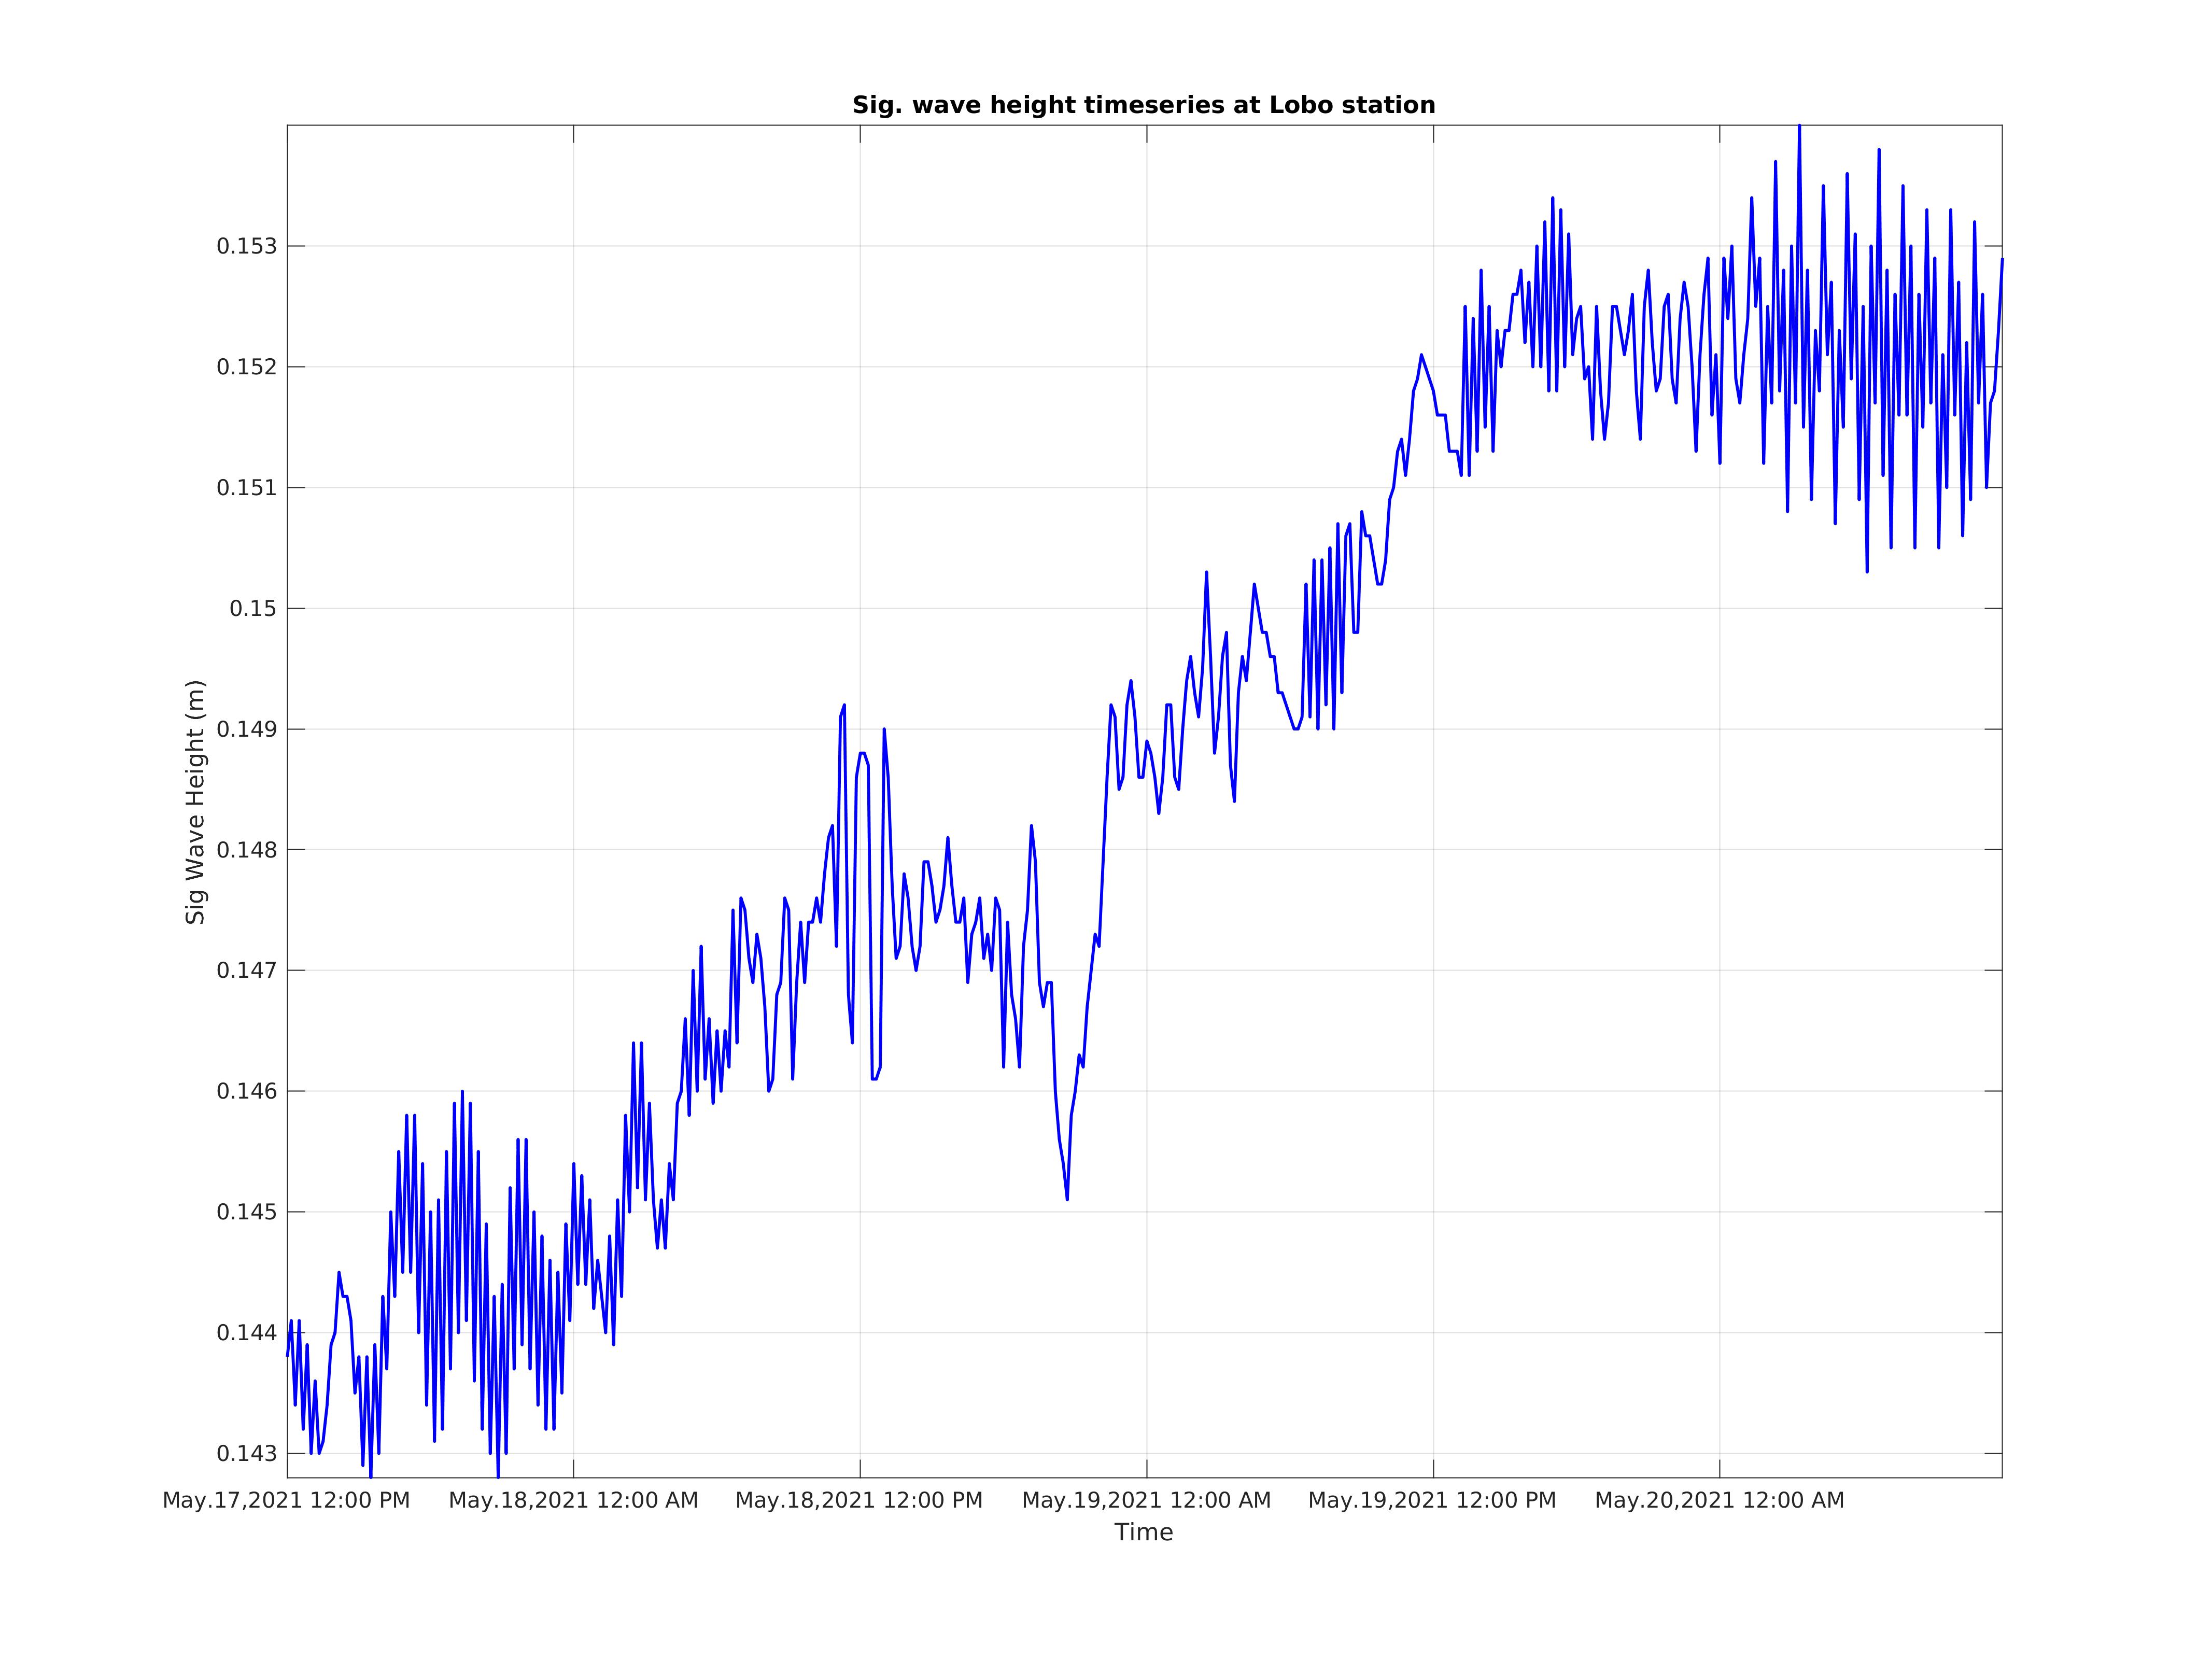 Sig. wave height timeseries at Lobo station
Sig Wave Height (m)
0.153
0.152
0.151
0.15
0.149
0.148
0.147
0.146
0.145
0.144
0.143
May.17,2021 12:00 PM May.18,2021 12:00 AM May.18,2021 12:00 PM May.19,2021 12:00 AM May.19,2021 12:00 PM May.20,2021 12:00 AM
Time